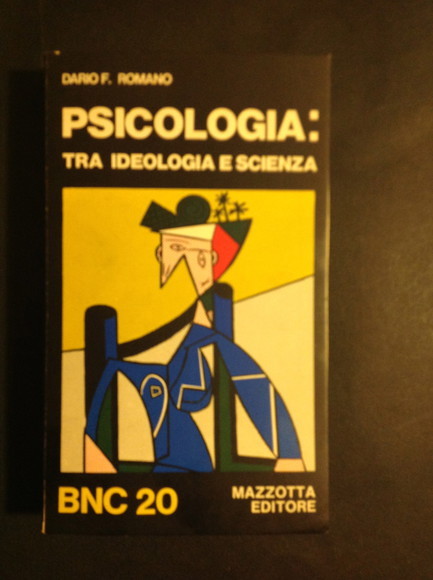 DARIO F. ROMANO
PSICOLOGIA:
TRA IDEOLOGIA E SCIENZA
BNC 20
MAZZOTTA
EDITORE